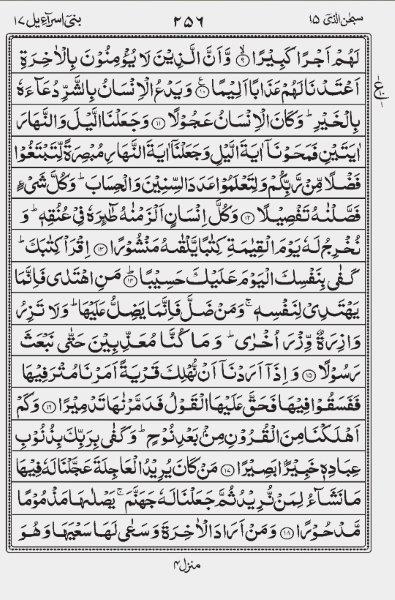 بنی اسرآءیل ۱۷ ۲۵۶ سبحٰن الذی ۱۵
لَهُمْ اَجْرًا كَبِیْرًا ۙ﴿۹﴾ وَّ اَنَّ الَّذِیْنَ لَا یُؤْمِنُوْنَ بِالْاٰخِرَةِ
اَعْتَدْنَا لَهُمْ عَذَابًا اَلِیْمًا ﴿۱۰﴾ وَ یَدْعُ الْاِنْسَانُ بِالشَّرِّ دُعَآءَهٗ
بِالْخَیْرِ ؕ وَ كَانَ الْاِنْسَانُ عَجُوْلًا ﴿۱۱﴾ وَ جَعَلْنَا الَّیْلَ وَ النَّهَارَ
اٰیَتَیْنِ فَمَحَوْنَاۤ اٰیَةَ الَّیْلِ وَ جَعَلْنَاۤ اٰیَةَ النَّهَارِ مُبْصِرَةً لِّتَبْتَغُوْا
فَضْلًا مِّنْ رَّبِّكُمْ وَ لِتَعْلَمُوْا عَدَدَ السِّنِیْنَ وَ الْحِسَابَ ؕ وَ كُلَّ شَیْءٍ
فَصَّلْنٰهُ تَفْصِیْلًا ﴿۱۲﴾ وَ كُلَّ اِنْسَانٍ اَلْزَمْنٰهُ طٰٓئِرَهٗ فِیْ عُنُقِهٖ ؕ وَ
نُخْرِجُ لَهٗ یَوْمَ الْقِیٰمَةِ كِتٰبًا یَّلْقٰىهُ مَنْشُوْرًا ﴿۱۳﴾ اِقْرَاْ كِتٰبَكَ ؕ
كَفٰی بِنَفْسِكَ الْیَوْمَ عَلَیْكَ حَسِیْبًا ﴿۱۴﴾ مَنِ اهْتَدٰی فَاِنَّمَا
یَهْتَدِیْ لِنَفْسِهٖ ۚ وَ مَنْ ضَلَّ فَاِنَّمَا یَضِلُّ عَلَیْهَا ؕ وَ لَا تَزِرُ
وَازِرَةٌ وِّزْرَ اُخْرٰی ؕ وَ مَا كُنَّا مُعَذِّبِیْنَ حَتّٰی نَبْعَثَ
رَسُوْلًا ﴿۱۵﴾ وَ اِذَاۤ اَرَدْنَاۤ اَنْ نُّهْلِكَ قَرْیَةً اَمَرْنَا مُتْرَفِیْهَا
فَفَسَقُوْا فِیْهَا فَحَقَّ عَلَیْهَا الْقَوْلُ فَدَمَّرْنٰهَا تَدْمِیْرًا ﴿۱۶﴾ وَ كَمْ
اَهْلَكْنَا مِنَ الْقُرُوْنِ مِنْۢ بَعْدِ نُوْحٍ ؕ وَ كَفٰی بِرَبِّكَ بِذُنُوْبِ
عِبَادِهٖ خَبِیْرًۢا بَصِیْرًا ﴿۱۷﴾ مَنْ كَانَ یُرِیْدُ الْعَاجِلَةَ عَجَّلْنَا لَهٗ فِیْهَا
مَا نَشَآءُ لِمَنْ نُّرِیْدُ ثُمَّ جَعَلْنَا لَهٗ جَهَنَّمَ ۚ یَصْلٰىهَا مَذْمُوْمًا
مَّدْحُوْرًا ﴿۱۸﴾ وَ مَنْ اَرَادَ الْاٰخِرَةَ وَ سَعٰی لَهَا سَعْیَهَا وَ هُوَ
منزل ۴